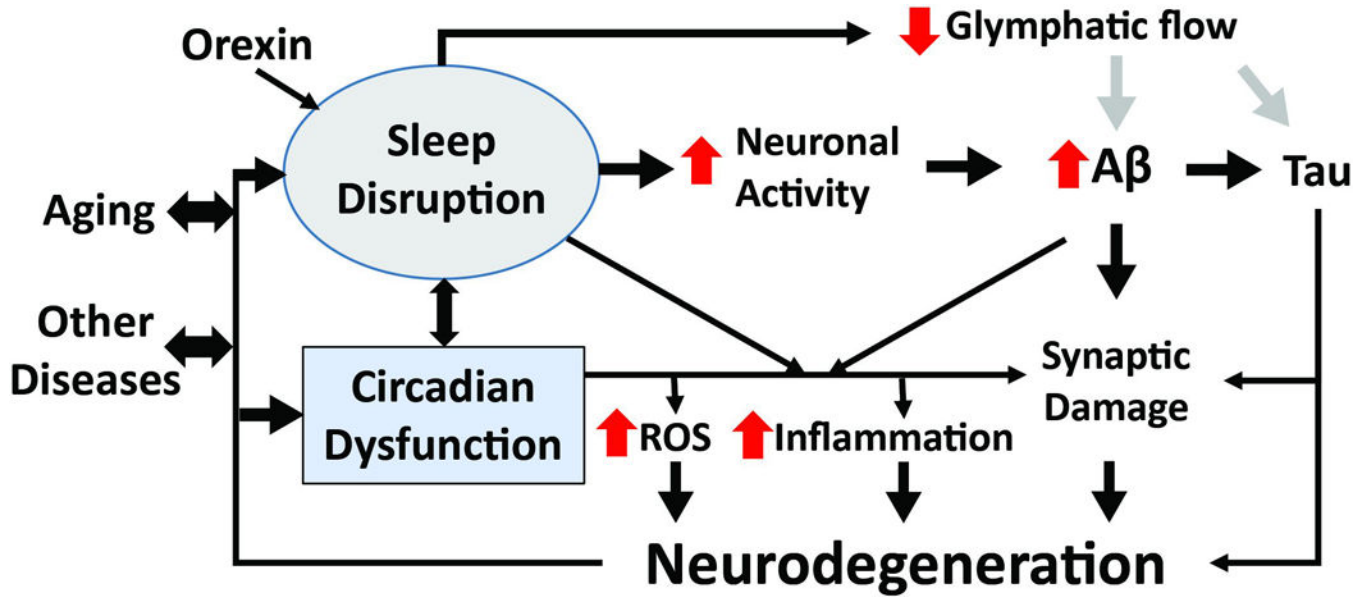 Orexin
Glymphatic flow
Sleep
Disruption
Neuronal
Activity
Aβ
Tau
Aging
Other
Diseases
Circadian
Dysfunction
ROS
Inflammation
Synaptic
Damage
Neurodegeneration